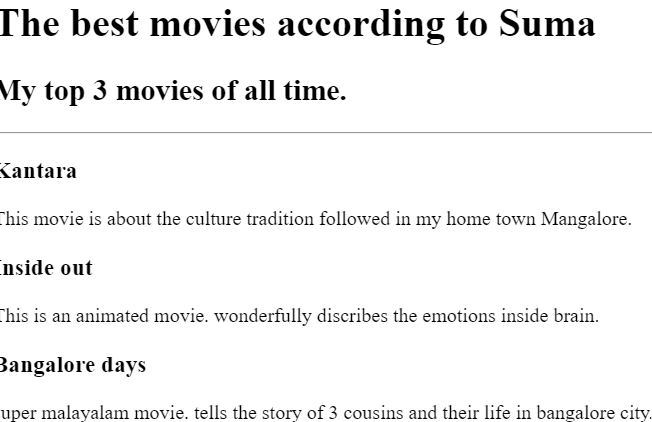 The best movies according to Suma
My top 3 movies of all time.
Kantara
This movie is about the culture tradition followed in my home town Mangalore.
Inside out
This is an animated movie. wonderfully discribes the emotions inside brain.
Bangalore days
super malayalam movie. tells the story of 3 cousins and their life in bangalore city.